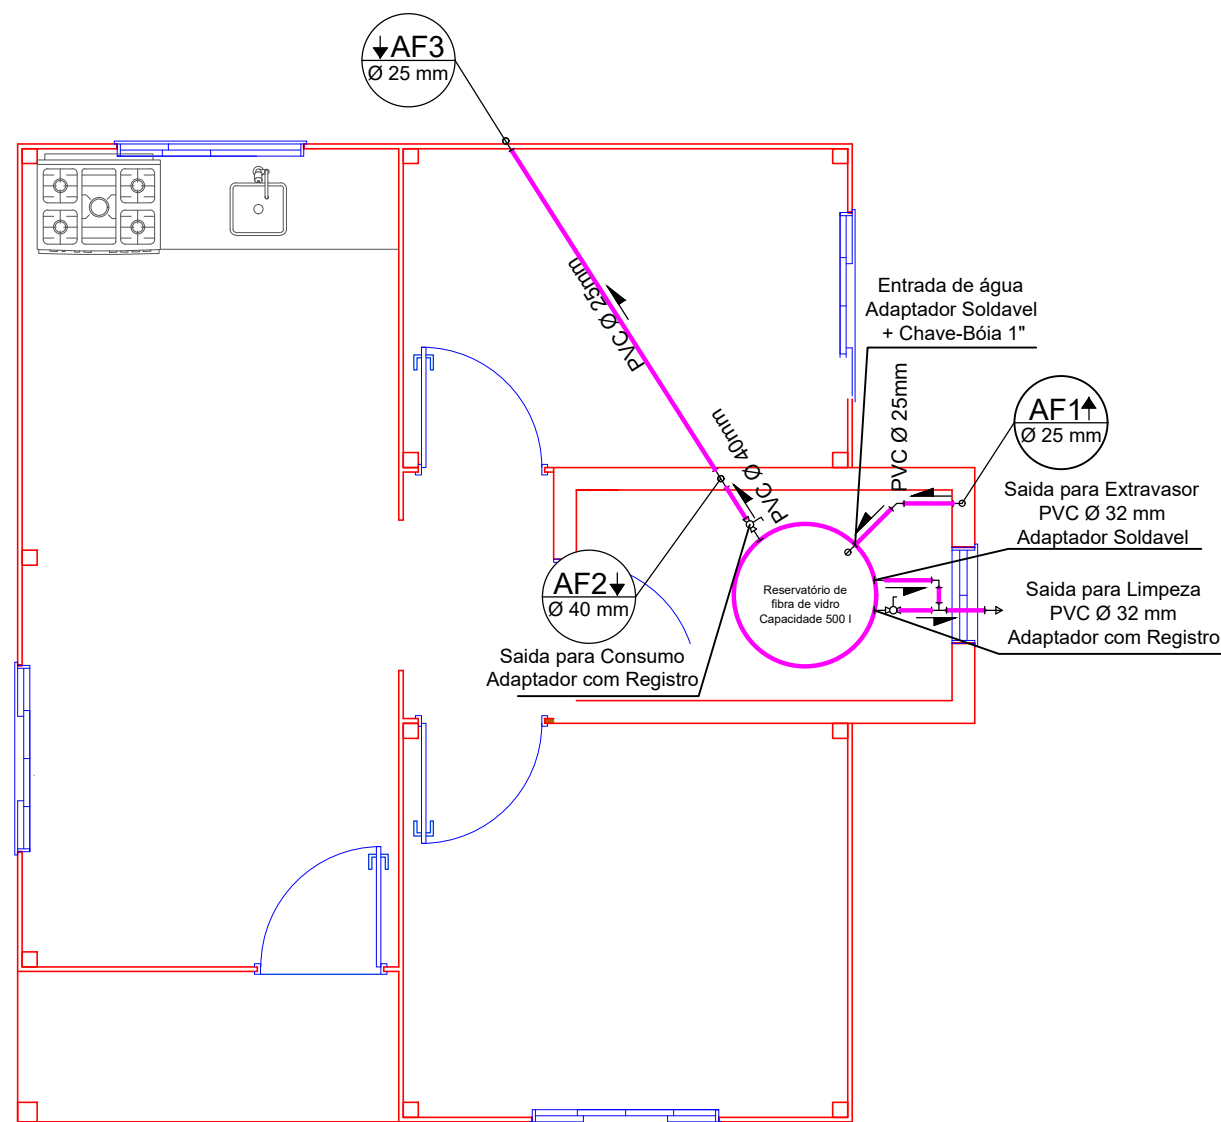 AF3
Ø 25 mm
PVC Ø 25mm
Entrada de água
Adaptador Soldavel
+ Chave-Bóia 1"
PVC Ø 25mm
AF1
Ø 25 mm
PVC Ø 40mm
PVC Ø 40mm
Saida para Extravasor
PVC Ø 32 mm
Adaptador Soldavel
AF2
Ø 40 mm
Reservatório de
fibra de vidro
Capacidade 500 l
Saida para Limpeza
PVC Ø 32 mm
Adaptador com Registro
Saida para Consumo
Adaptador com Registro